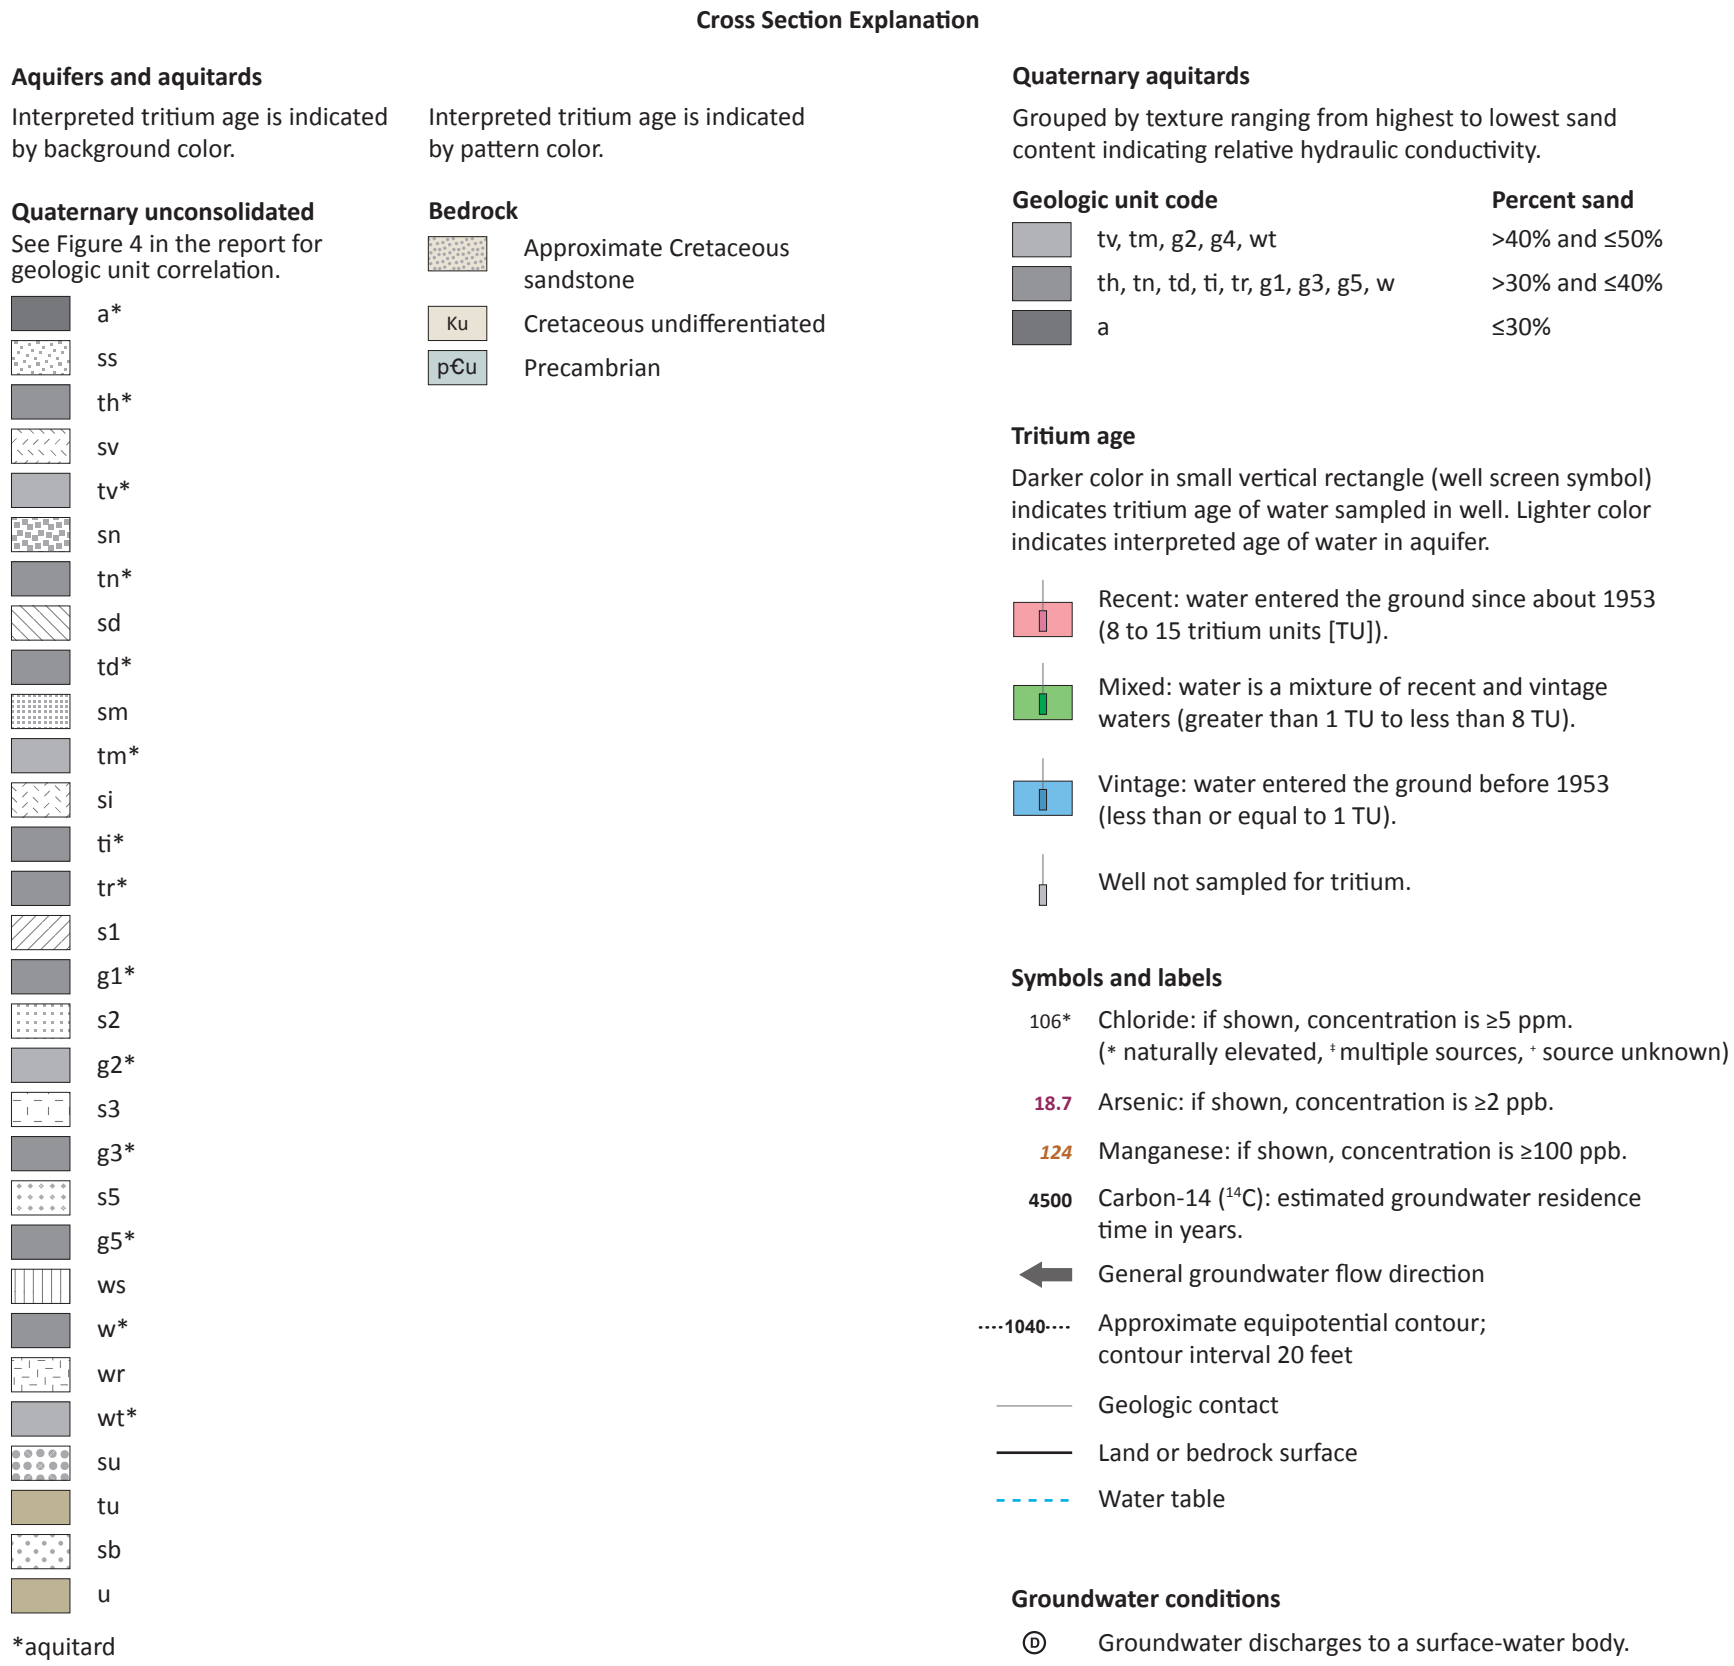 Cross Section Explanation
Aquifers and aquitards
Interpreted tritium age is indicated
by background color.
Quaternary unconsolidated
See Figure 4 in the report for
geologic unit correlation.
a*
ss
th*
sv
tv*
sn
tn*
sd
td*
sm
tm*
si
ti*
tr*
s1
g1*
s2
g2*
s3
g3*
s5
g5*
ws
w*
wr
wt*
su
tu
sb
u
*aquitard
Interpreted tritium age is indicated
by pattern color.
Bedrock
Approximate Cretaceous
sandstone
Ku Cretaceous undifferentiated
p€u Precambrian
Quaternary aquitards
Grouped by texture ranging from highest to lowest sand
content indicating relative hydraulic conductivity.
Geologic unit code Percent sand
tv, tm, g2, g4, wt >40% and ≤50%
th, tn, td, ti, tr, g1, g3, g5, w >30% and ≤40%
a ≤30%
Tritium age
Darker color in small vertical rectangle (well screen symbol)
indicates tritium age of water sampled in well. Lighter color
indicates interpreted age of water in aquifer.
Recent: water entered the ground since about 1953
(8 to 15 tritium units [TU]).
Mixed: water is a mixture of recent and vintage
waters (greater than 1 TU to less than 8 TU).
Vintage: water entered the ground before 1953
(less than or equal to 1 TU).
Well not sampled for tritium.
Symbols and labels
106* Chloride: if shown, concentration is ≥5 ppm.
(* naturally elevated, ‡ multiple sources, + source unknown)
18.7 Arsenic: if shown, concentration is ≥2 ppb.
124 Manganese: if shown, concentration is ≥100 ppb.
4500 Carbon-14 (¹⁴C): estimated groundwater residence
time in years.
General groundwater flow direction
····1040···· Approximate equipotential contour;
contour interval 20 feet
Geologic contact
Land or bedrock surface
Water table
Groundwater conditions
D Groundwater discharges to a surface-water body.